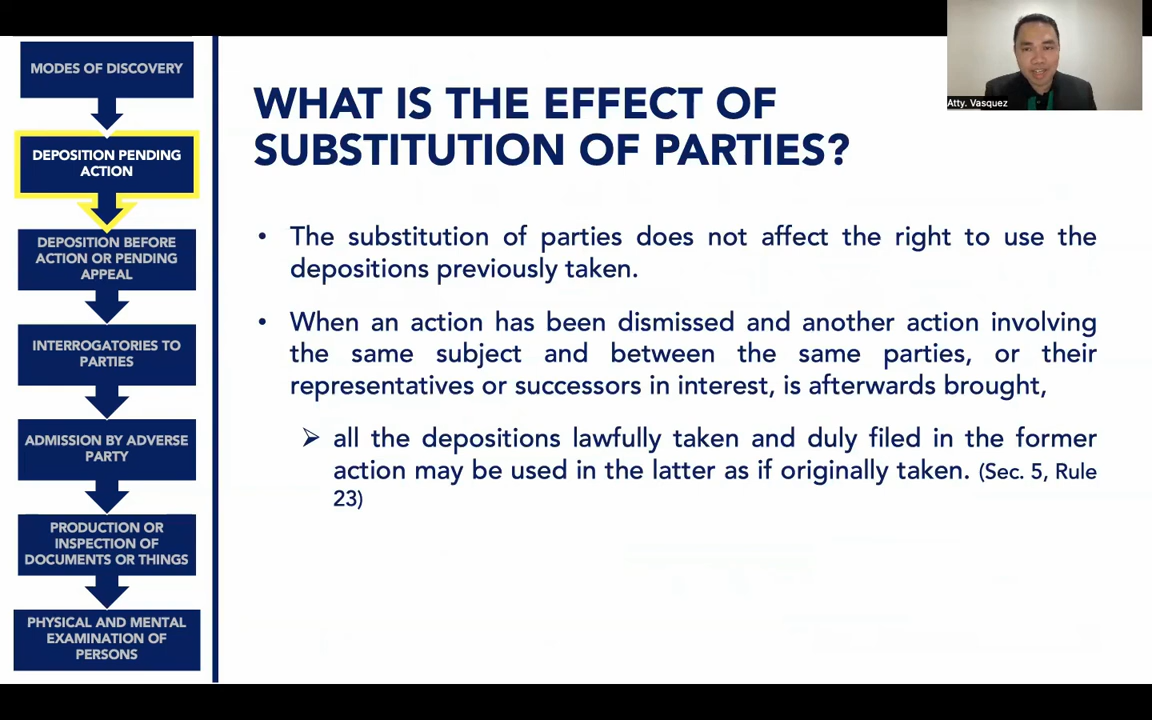 MODES OF DISCOVERY
DEPOSITION PENDING
ACTION
DEPOSITION BEFORE
ACTION OR PENDING
APPEAL
INTERROGATORIES TO
PARTIES
ADMISSION BY ADVERSE
PARTY
PRODUCTION OR
INSPECTION OF
DOCUMENTS OR THINGS
PHYSICAL AND MENTAL
EXAMINATION OF
PERSONS
WHAT IS THE EFFECT OF
SUBSTITUTION OF PARTIES?
• The substitution of parties does not affect the right to use the
depositions previously taken.
• When an action has been dismissed and another action involving
the same subject and between the same parties, or their
representatives or successors in interest, is afterwards brought,
➢ all the depositions lawfully taken and duly filed in the former
action may be used in the latter as if originally taken. (Sec. 5, Rule
23)
Atty. Vasquez